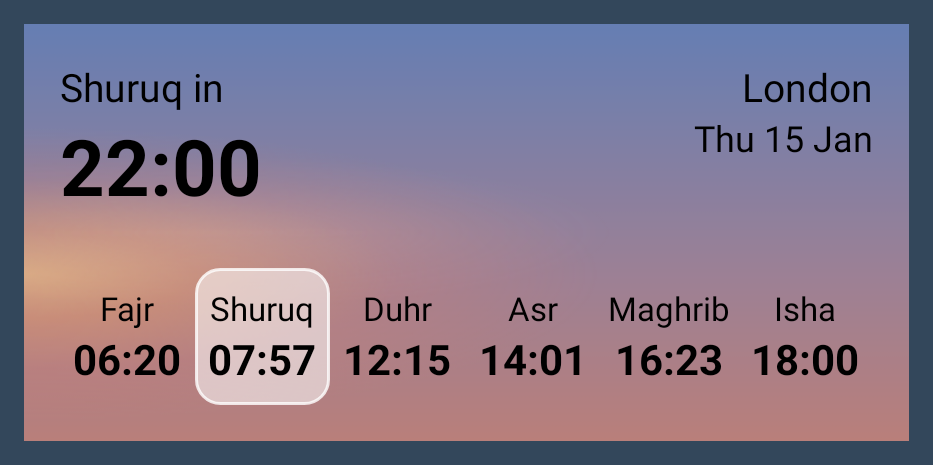 Shuruq in
22:00
London
Thu 15 Jan
Fajr Shuruq Duhr Asr Maghrib Isha
06:20 07:57 12:15 14:01 16:23 18:00